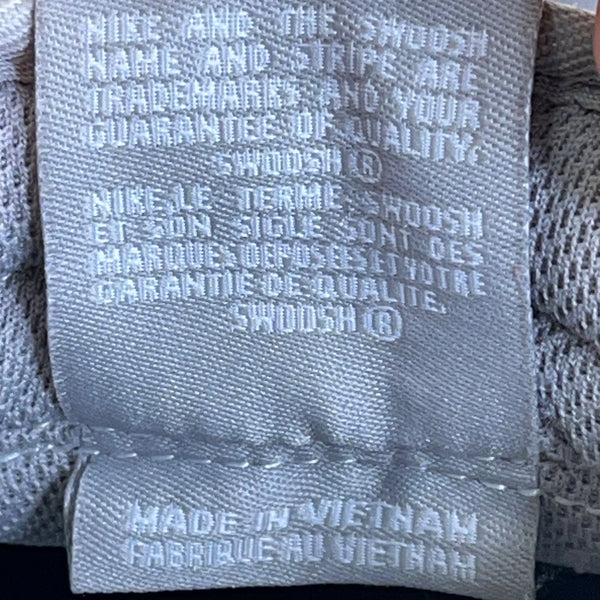 NIKE AND THE SWOOSH
NAME AND STRIPE ARE
TRADEMARKS AND YOUR
GUARANTEE OF QUALITY.
SWOOSH ®
NIKE,LE TERME SWOOSH
ET SON SIGLE SONT DES
MARQUES DEPOSEES ET VOTRE
GARANTIE DE QUALITE.
SWOOSH ®
MADE IN VIETNAM
FABRIQUE AU VIETNAM